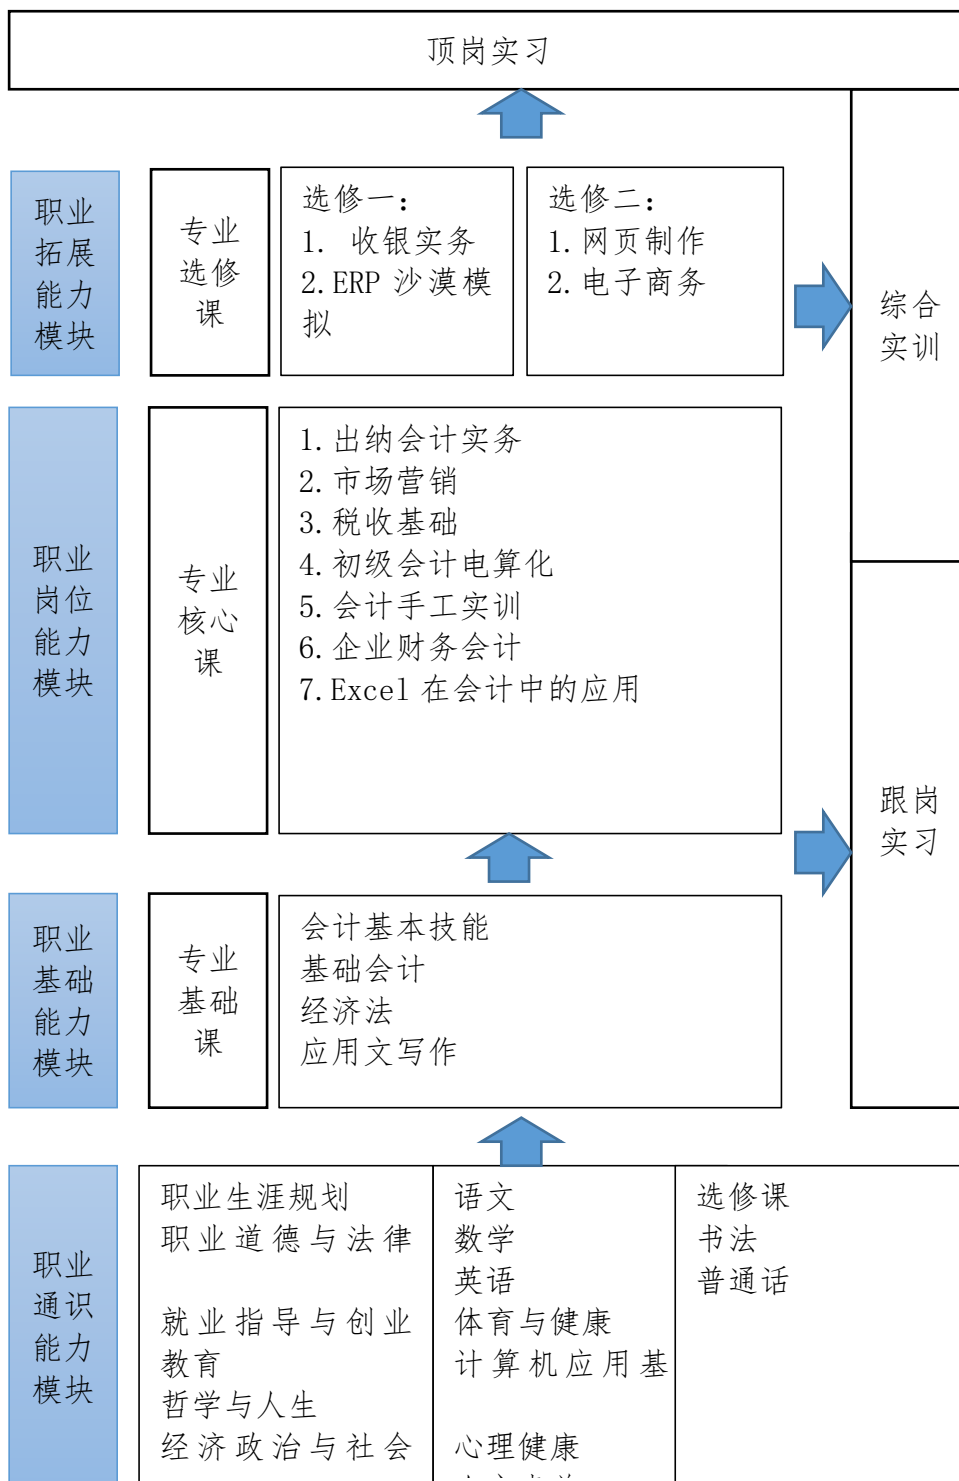 顶岗实习
职业
拓展
能力
模块
专业
选修
课
选修一：
1. 收银实务
2.ERP 沙漠模
拟
选修二：
1.网页制作
2.电子商务
综合
实训
职业
岗位
能力
模块
专业
核心
课
1.出纳会计实务
2.市场营销
3.税收基础
4.初级会计电算化
5.会计手工实训
6.企业财务会计
7.Excel 在会计中的应用
跟岗
实习
职业
基础
能力
模块
专业
基础
课
会计基本技能
基础会计
经济法
应用文写作
职业
通识
能力
模块
职业生涯规划
职业道德与法律
就业指导与创业
教育
哲学与人生
经济政治与社会
语文
数学
英语
体育与健康
计算机应用基
心理健康
选修课
书法
普通话